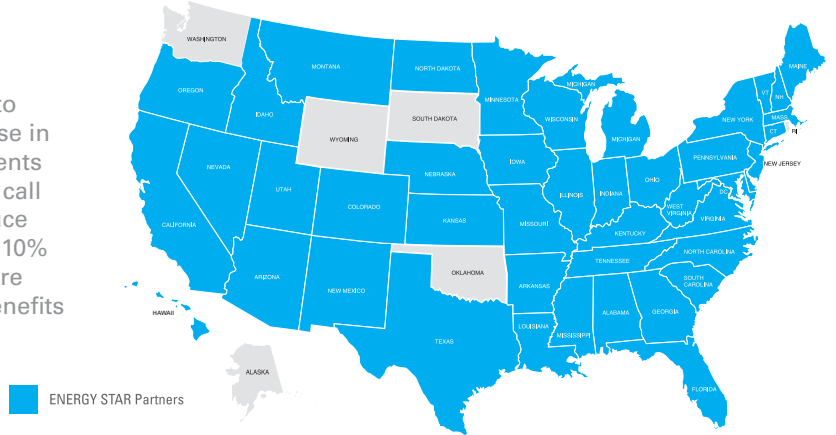 to
se in
ents
call
uce
10%
re
enefits
WASHINGTON
MONTANA
NORTH DAKOTA
MINNESOTA
MICHIGAN
MAINE
OREGON
IDAHO
WYOMING
SOUTH DAKOTA
WISCONSIN
MICHIGAN
NEW YORK
VT
NH
MASS
CT
RI
NEVADA
UTAH
COLORADO
NEBRASKA
IOWA
ILLINOIS
INDIANA
OHIO
PENNSYLVANIA
NEW JERSEY
DC
CALIFORNIA
KANSAS
MISSOURI
KENTUCKY
WEST
VIRGINIA
VIRGINIA
ARIZONA
NEW MEXICO
OKLAHOMA
ARKANSAS
TENNESSEE
NORTH CAROLINA
SOUTH
CAROLINA
HAWAII
TEXAS
LOUISIANA
MISSISSIPPI
ALABAMA
GEORGIA
FLORIDA
ALASKA
ENERGY STAR Partners